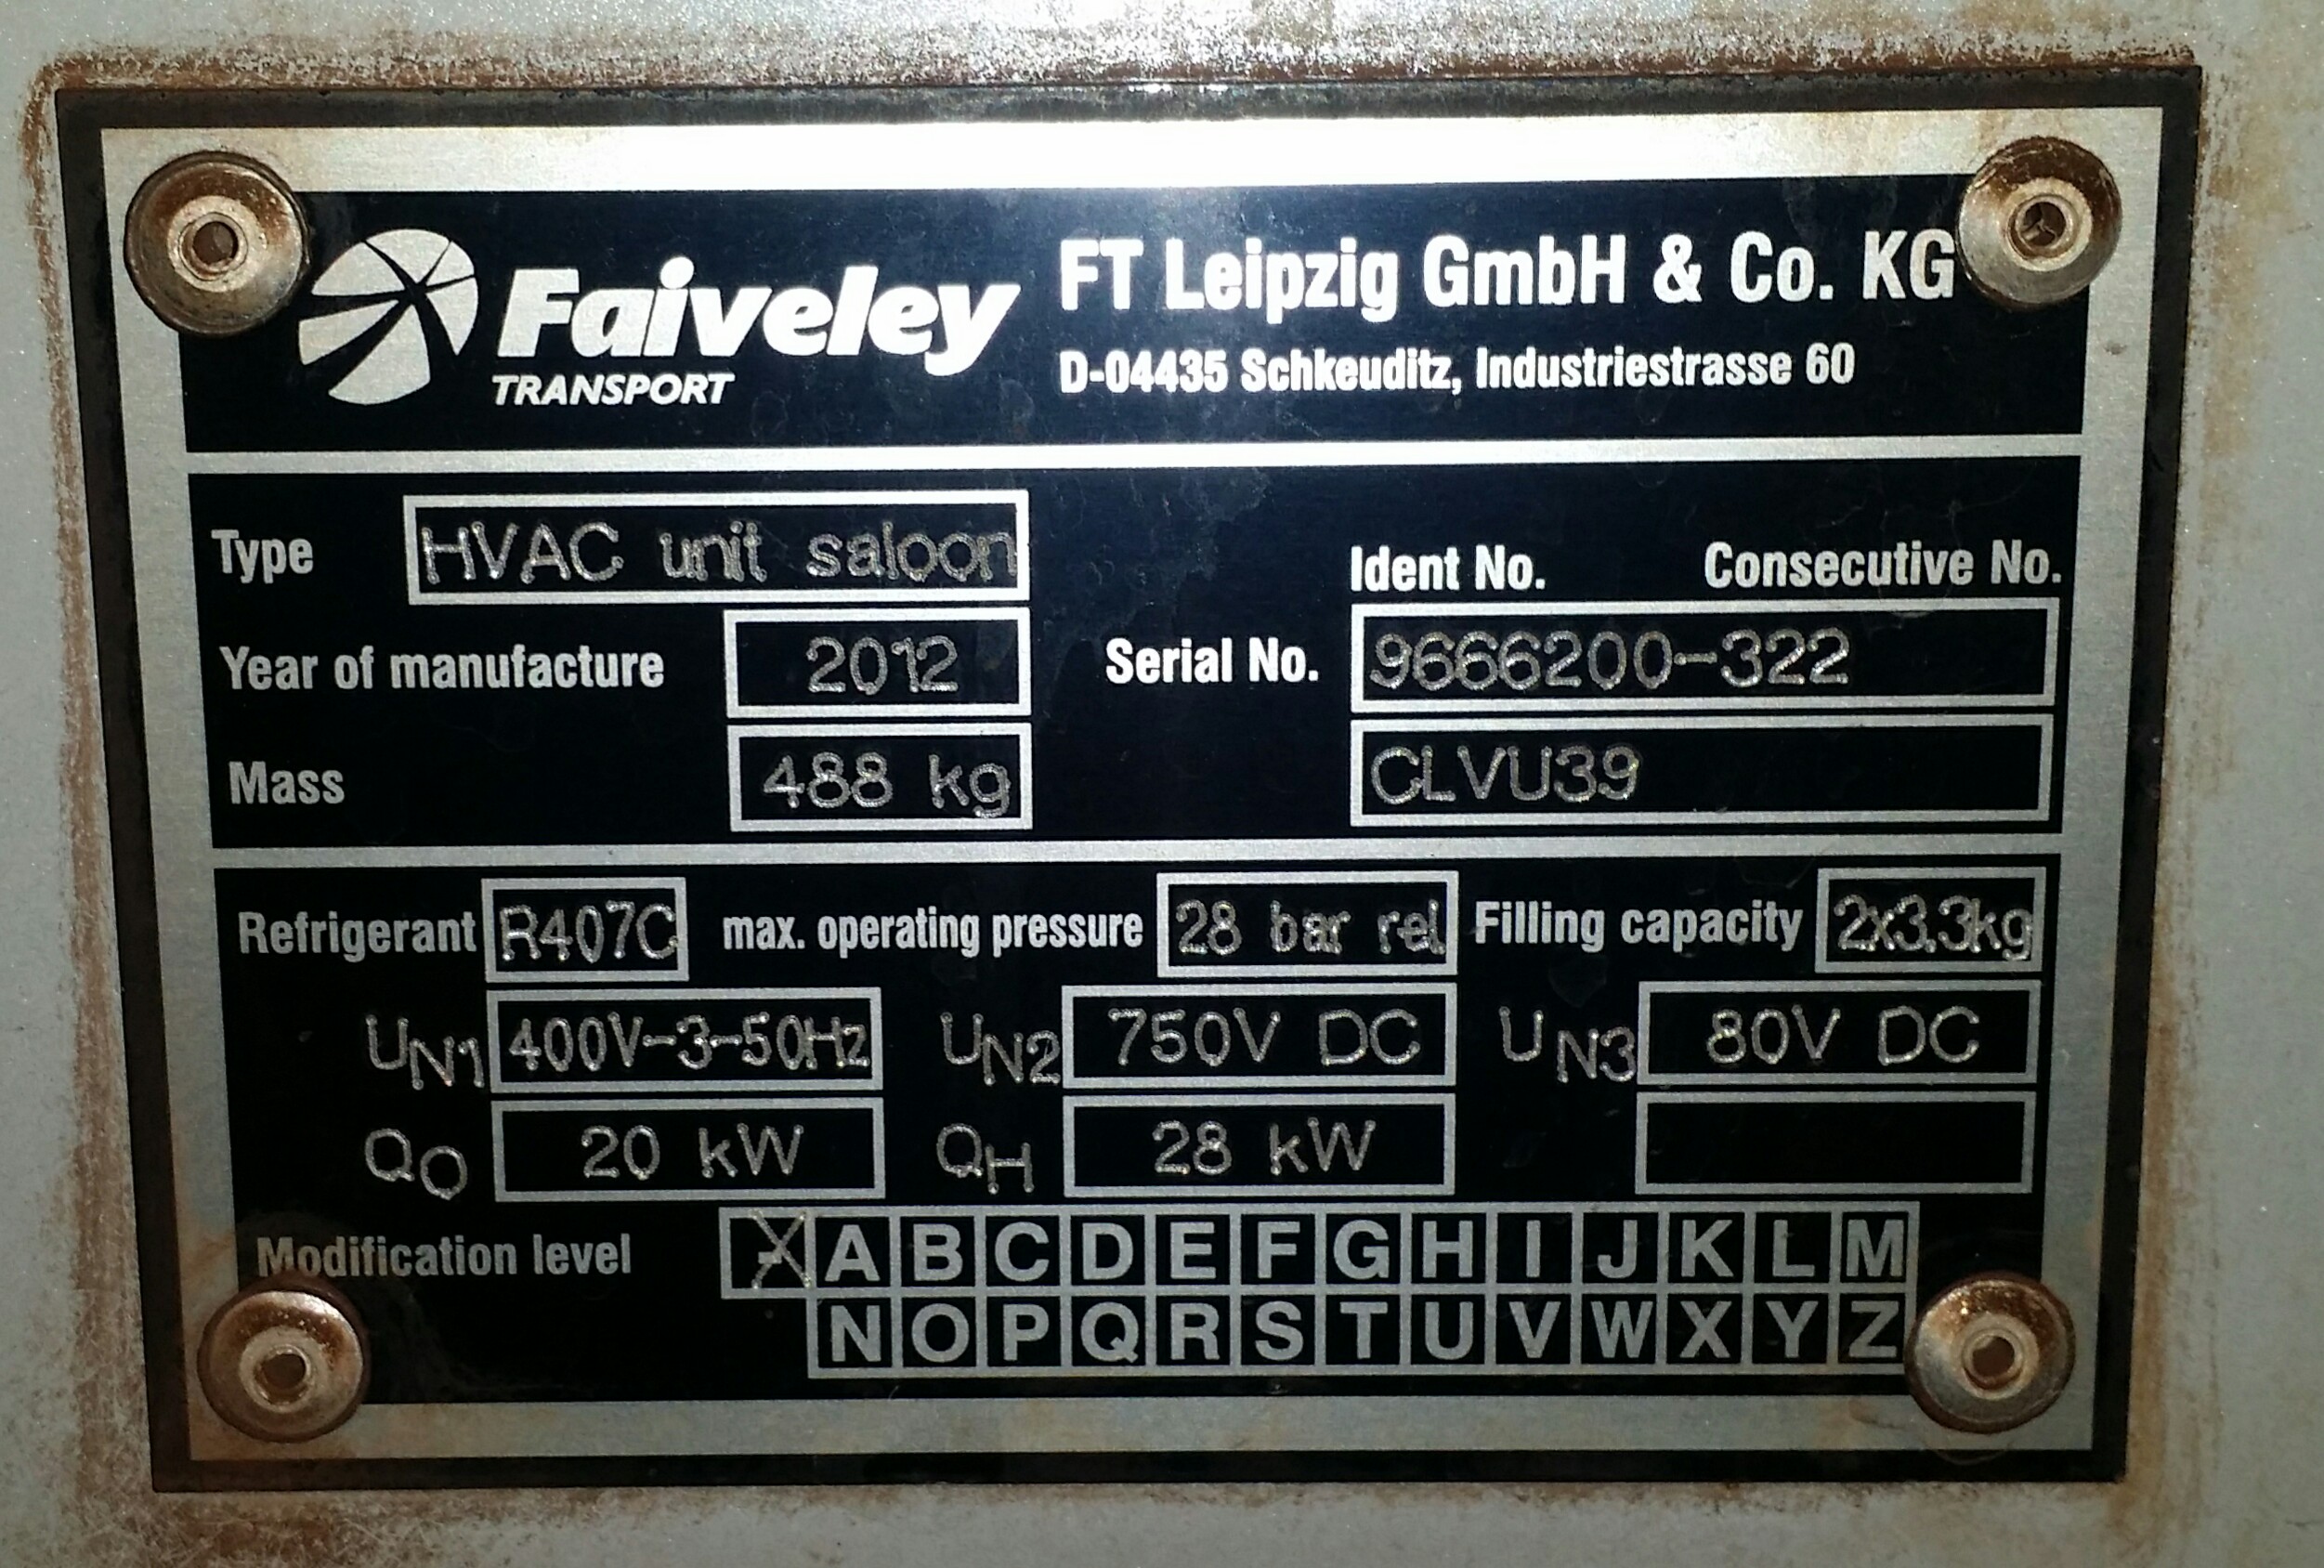 Faiveley
TRANSPORT
FT Leipzig GmbH & Co. KG
D-04435 Schkeuditz, Industriestrasse 60
Type HVAC unit saloon
Ident No. Consecutive No.
Year of manufacture 2012 Serial No. 9666200-322
Mass 488 kg CLVU39
Refrigerant R407C max. operating pressure 28 bar rel Filling capacity 2x3.3kg
UN1 400V-3-50Hz UN2 750V DC UN3 80V DC
QO 20 kW QH 28 kW
Modification level - A B C D E F G H I J K L M
N O P Q R S T U V W X Y Z